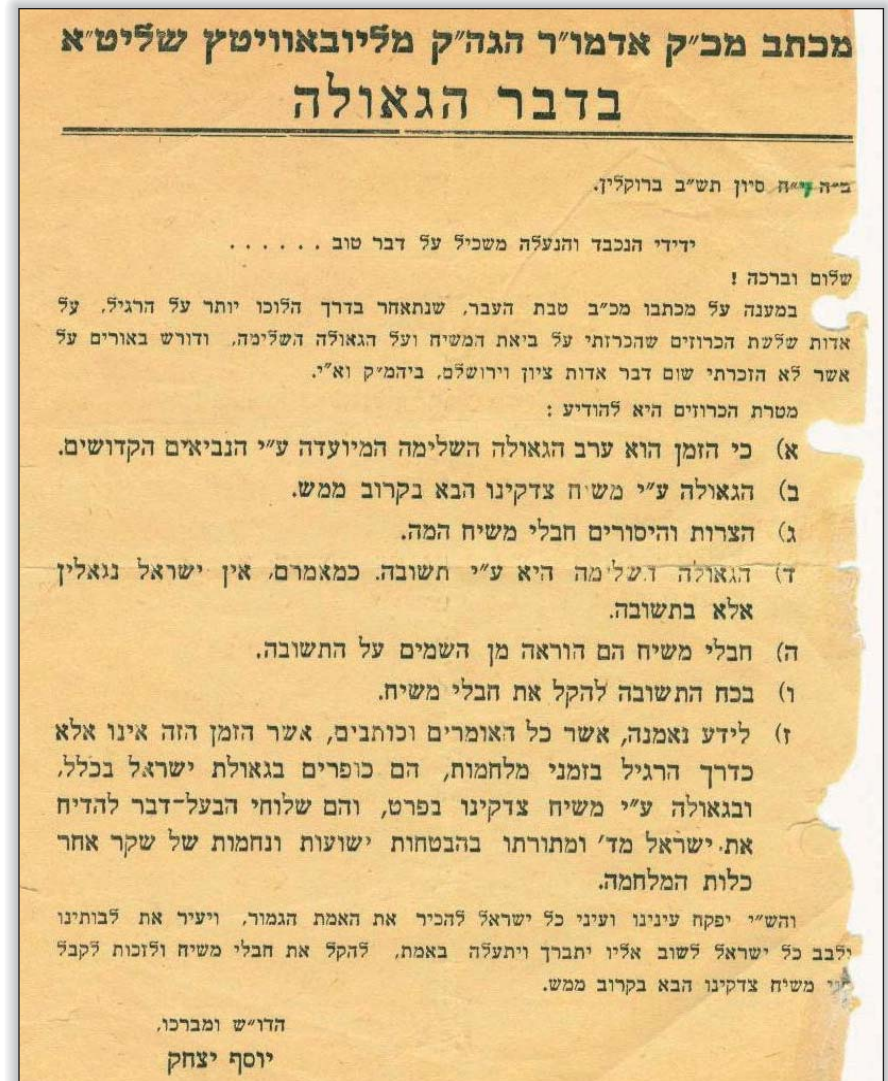 מכתב מכ״ק אדמו״ר הגה״ק מליובאוויטץ שליט״א
בדבר הגאולה
ב״ה סיון תש״ב ברוקלין.
ידידי הנכבד והנעלה משכיל על דבר טוב . . . . . .
שלום וברכה !
במענה על מכתבו מכ״ב טבת העבר, שנתאחר בדרך הלוכו יותר על הרגיל, על
אדות שלשת הכרוזים שהכרזתי על ביאת המשיח ועל הגאולה השלימה, ודורש באורים על
אשר לא הזכרתי שום דבר אדות ציון וירושלם, ביהמ״ק וא״י.
מטרת הכרוזים היא להודיע :
א) כי הזמן הוא ערב הגאולה השלימה המיועדה ע״י הנביאים הקדושים.
ב) הגאולה ע״י משיח צדקינו הבא בקרוב ממש.
ג) הצרות והיסורים חבלי משיח המה.
ד) הגאולה השלימה היא ע״י תשובה. כמאמרם, אין ישראל נגאלין
אלא בתשובה.
ה) חבלי משיח הם הוראה מן השמים על התשובה.
ו) בכח התשובה להקל את חבלי משיח.
ז) לידע נאמנה, אשר כל האומרים וכותבים, אשר הזמן הזה אינו אלא
כדרך הרגיל בזמני מלחמות, הם כופרים בגאולת ישראל בכלל,
ובגאולה ע״י משיח צדקינו בפרט, והם שלוחי הבעל־דבר להדיח
את ישראל מד׳ ומתורתו בהבטחות ישועות ונחמות של שקר אחר
כלות המלחמה.
והש״י יפקח עינינו ועיני כל ישראל להכיר את האמת הגמור, ויעיר את לבותינו
ולבב כל ישראל לשוב אליו יתברך ויתעלה באמת, להקל את חבלי משיח ולזכות לקבל
משיח צדקינו הבא בקרוב ממש.
הדו״ש ומברכו,
יוסף יצחק